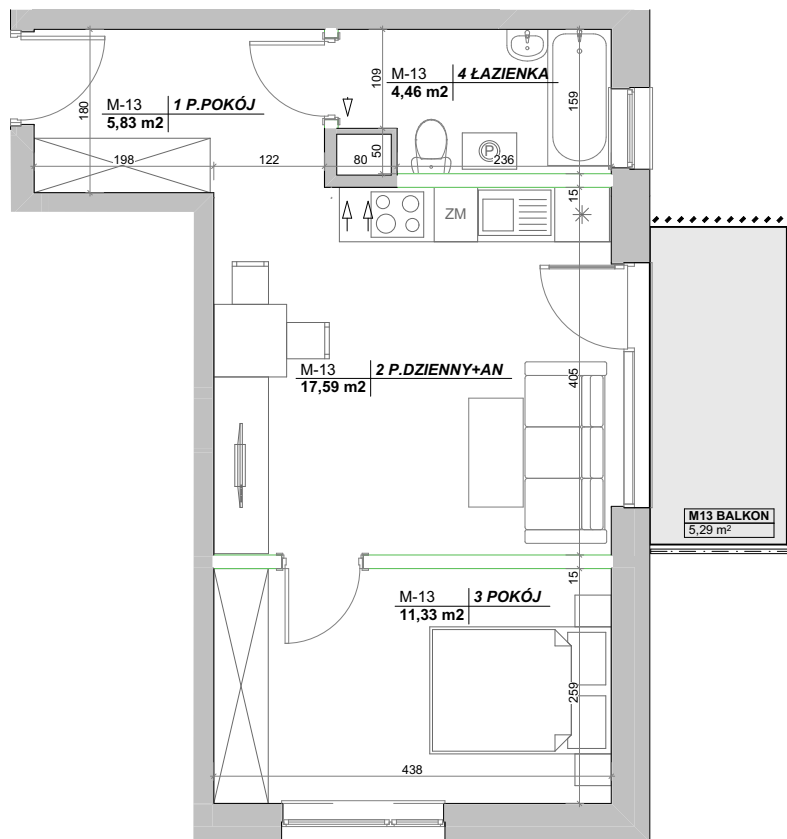 M-13 1 P.POKÓJ
5,83 m2
M-13 4 ŁAZIENKA
4,46 m2
180
109
159
198
122
80
50
236
P
15
ZM
M-13 2 P.DZIENNY+AN
17,59 m2
405
M13 BALKON
5,29 m²
15
M-13 3 POKÓJ
11,33 m2
259
438